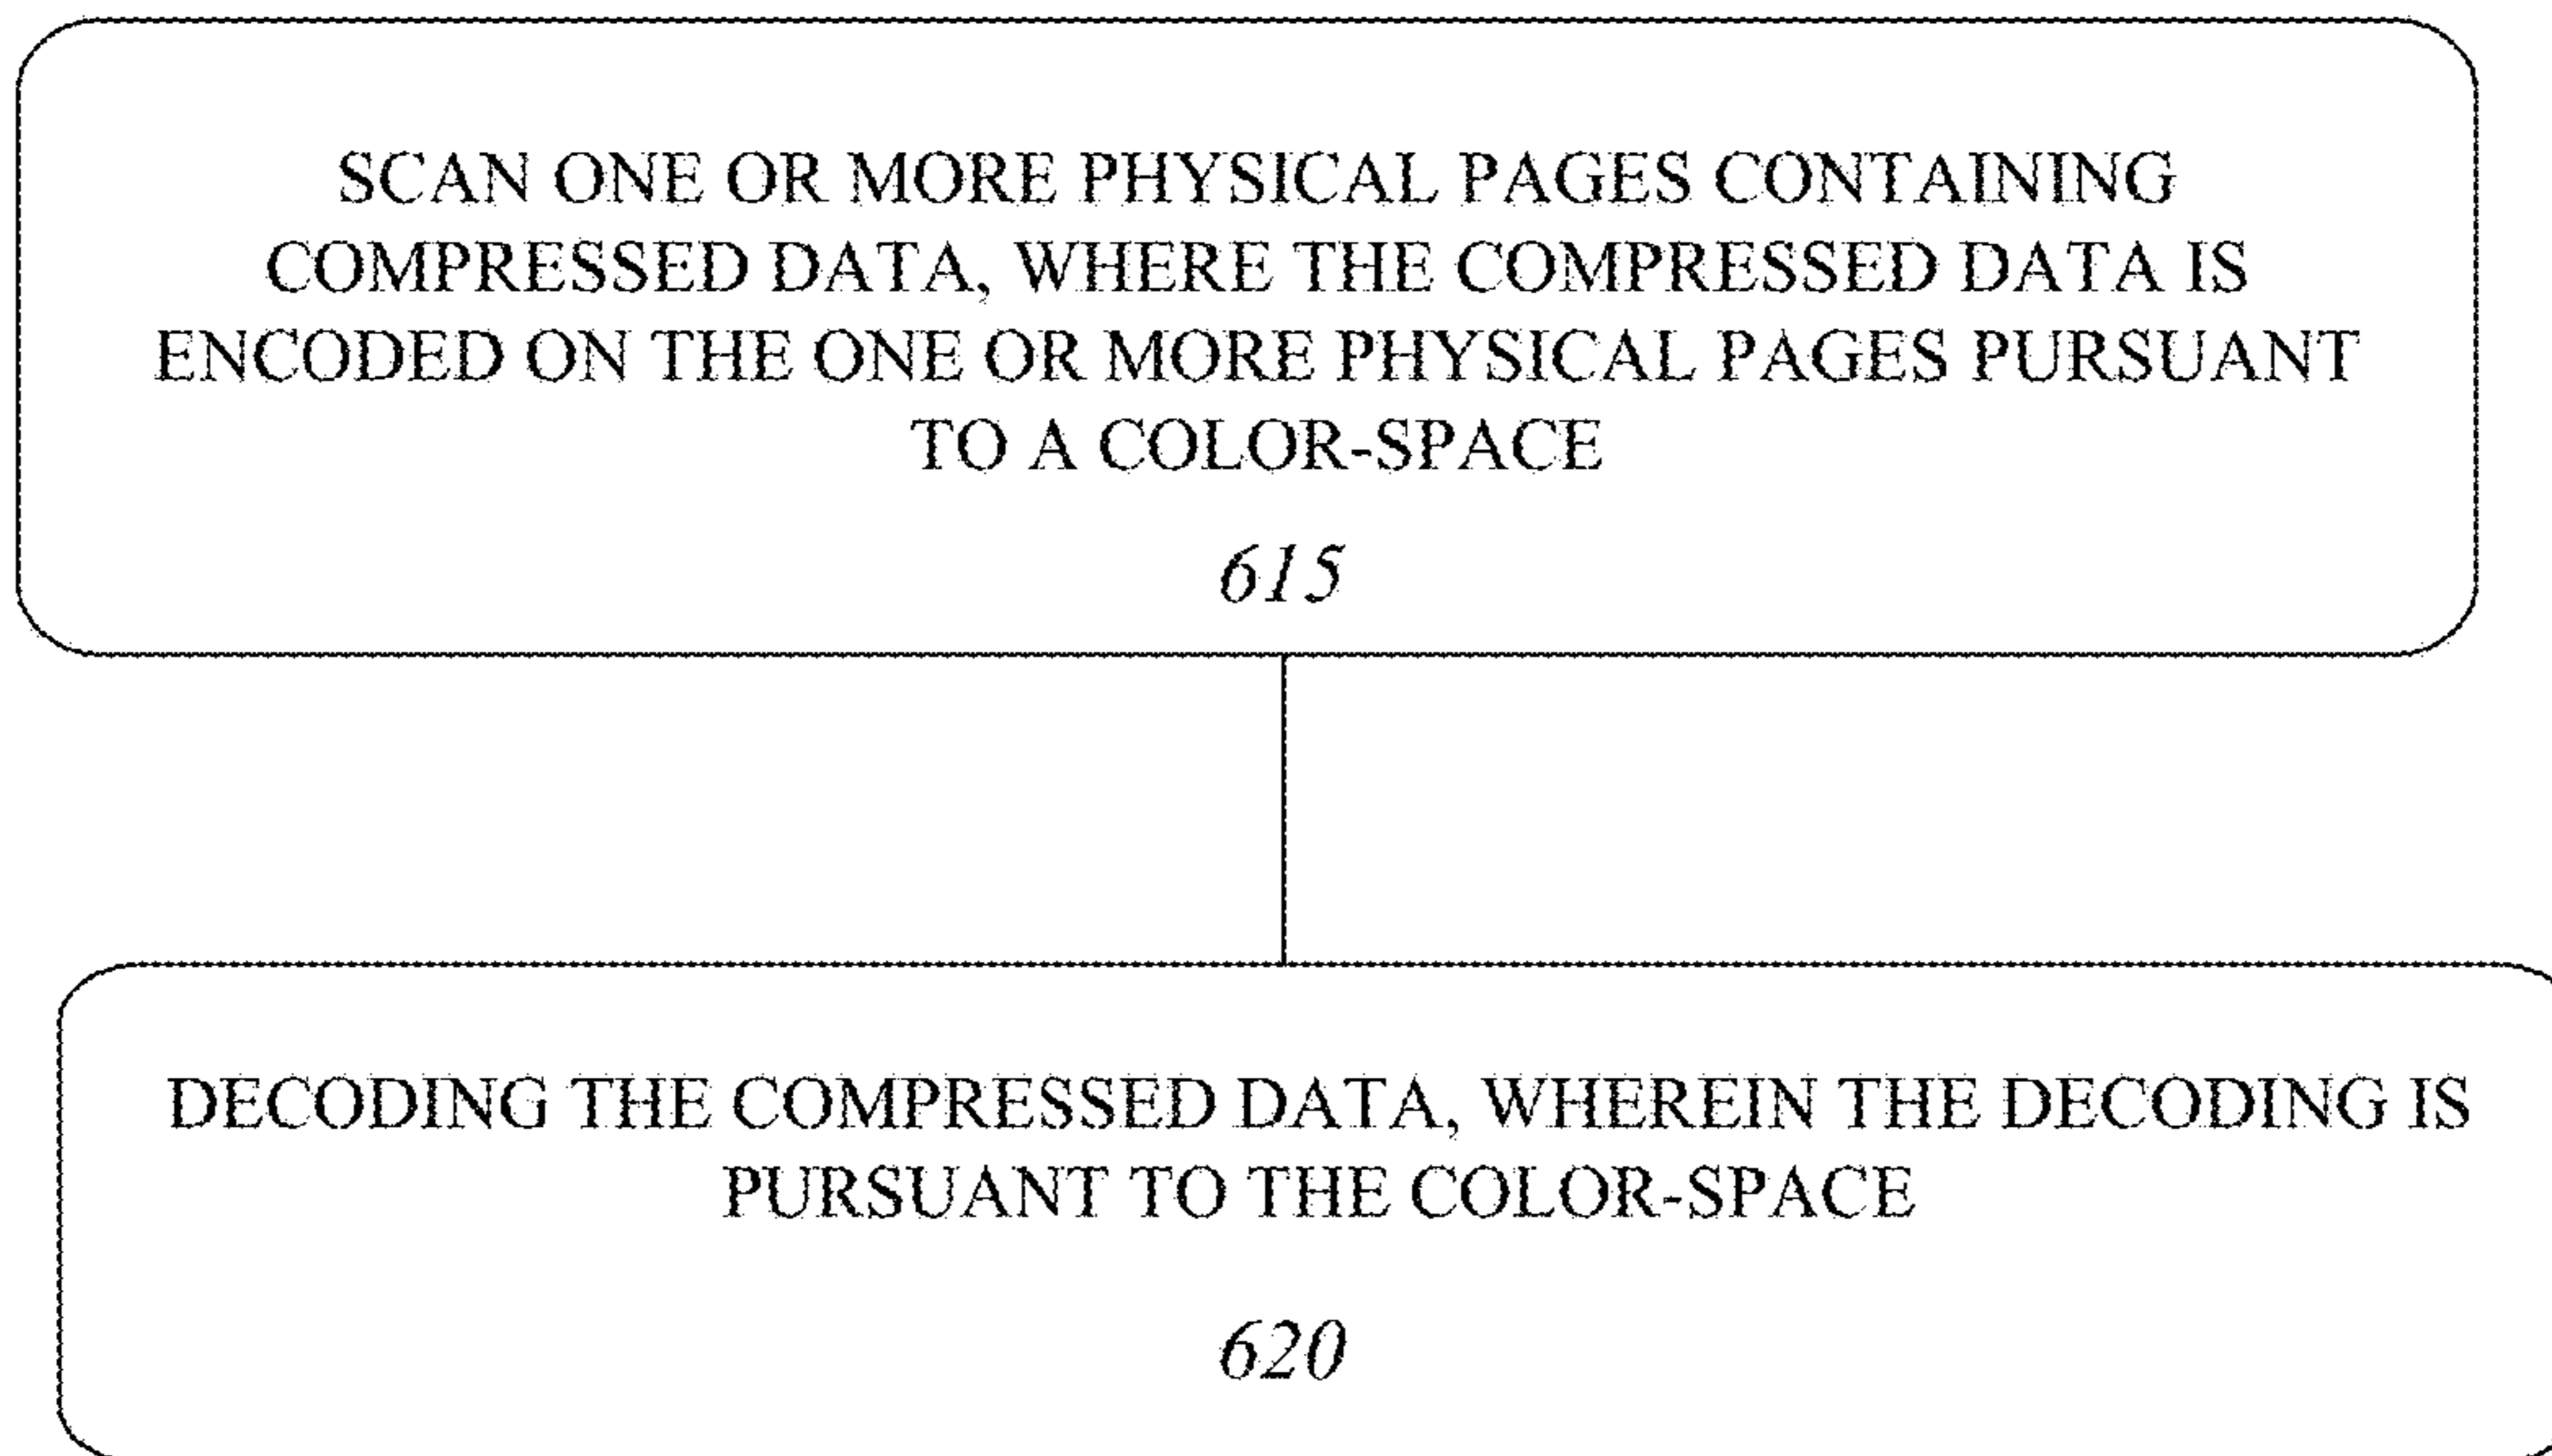 SCAN ONE OR MORE PHYSICAL PAGES CONTAINING
COMPRESSED DATA, WHERE THE COMPRESSED DATA IS
ENCODED ON THE ONE OR MORE PHYSICAL PAGES PURSUANT
TO A COLOR-SPACE
615
DECODING THE COMPRESSED DATA, WHEREIN THE DECODING IS
PURSUANT TO THE COLOR-SPACE
620